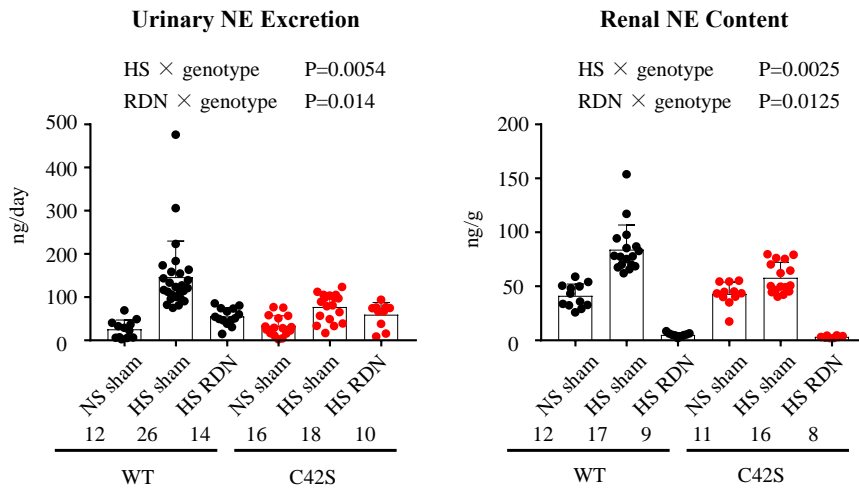 Urinary NE Excretion
HS × genotype P=0.0054
RDN × genotype P=0.014
500
400
300
200
100
0
ng/day
NS sham
HS sham
HS RDN
NS sham
HS sham
HS RDN
12 26 14 16 18 10
WT C42S
Renal NE Content
HS × genotype P=0.0025
RDN × genotype P=0.0125
200
150
100
50
0
ng/g
NS sham
HS sham
HS RDN
NS sham
HS sham
HS RDN
12 17 9 11 16 8
WT C42S